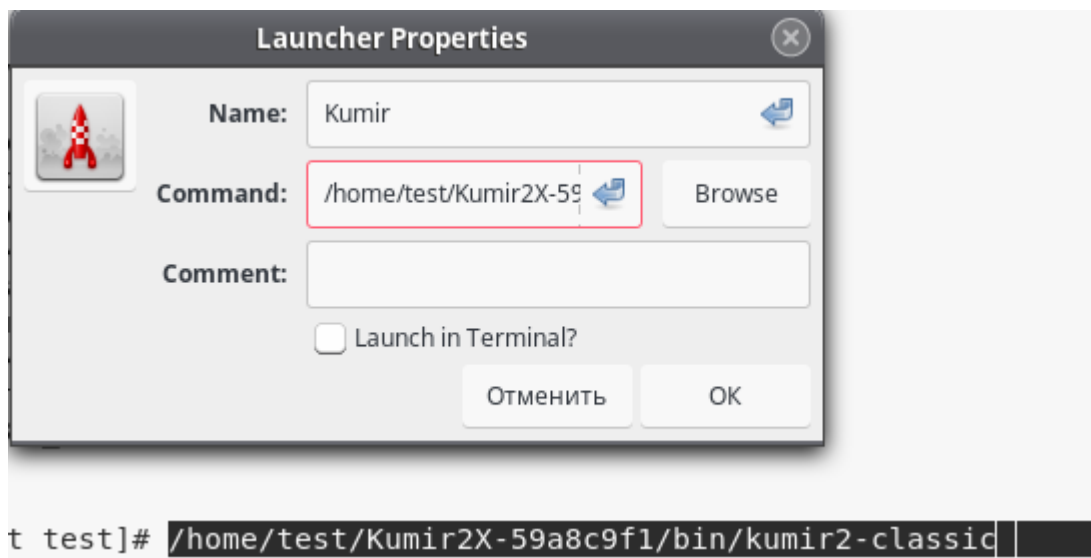 Launcher Properties
Name: Kumir
Command: /home/test/Kumir2X-59 Browse
Comment:
Launch in Terminal?
Отменить OK
t test]# /home/test/Kumir2X-59a8c9f1/bin/kumir2-classic